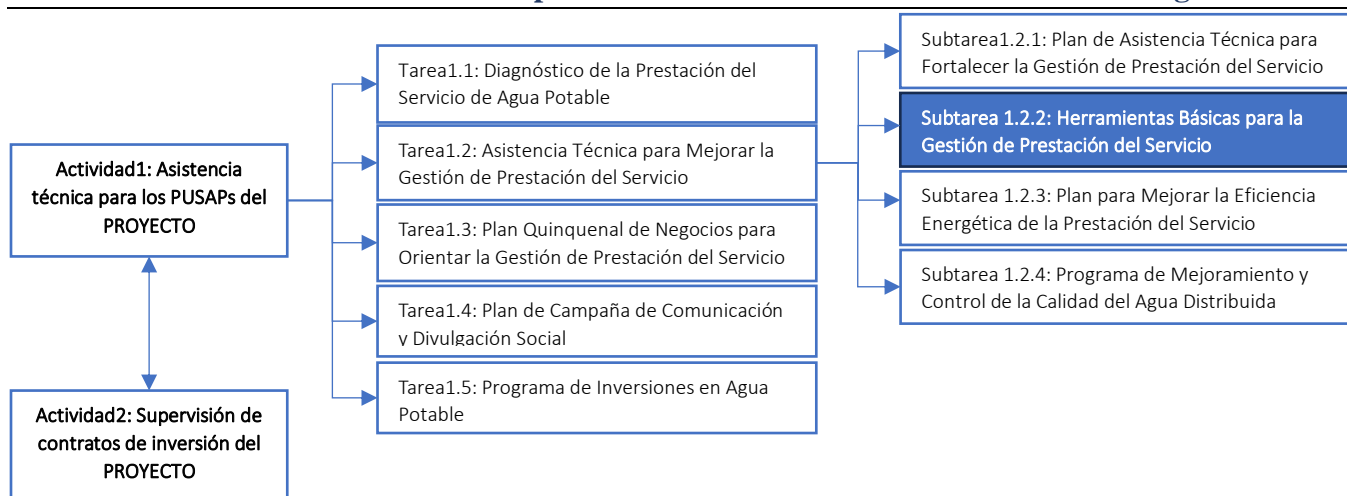 Actividad1: Asistencia
técnica para los PUSAPs del
PROYECTO
Actividad2: Supervisión de
contratos de inversión del
PROYECTO
Tarea1.1: Diagnóstico de la Prestación del
Servicio de Agua Potable
Tarea1.2: Asistencia Técnica para Mejorar la
Gestión de Prestación del Servicio
Tarea1.3: Plan Quinquenal de Negocios para
Orientar la Gestión de Prestación del Servicio
Tarea1.4: Plan de Campaña de Comunicación
y Divulgación Social
Tarea1.5: Programa de Inversiones en Agua
Potable
Subtarea1.2.1: Plan de Asistencia Técnica para
Fortalecer la Gestión de Prestación del Servicio
Subtarea 1.2.2: Herramientas Básicas para la
Gestión de Prestación del Servicio
Subtarea 1.2.3: Plan para Mejorar la Eficiencia
Energética de la Prestación del Servicio
Subtarea 1.2.4: Programa de Mejoramiento y
Control de la Calidad del Agua Distribuida